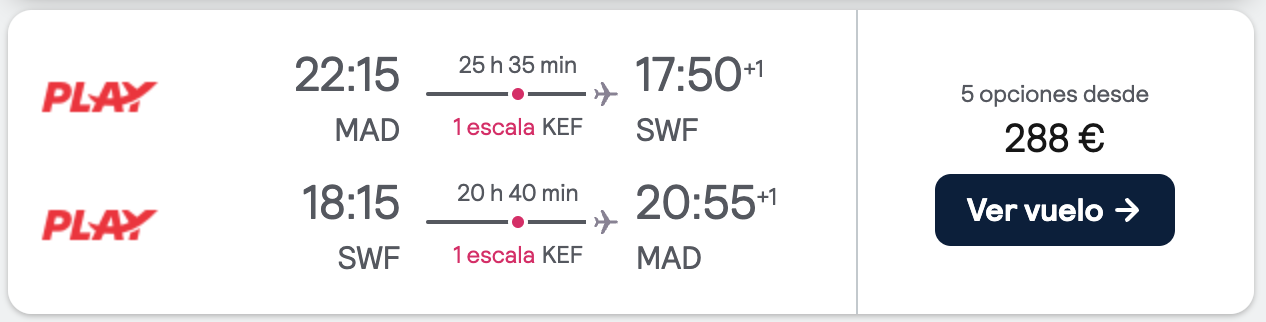 PLAY
22:15
25 h 35 min
17:50+1
MAD
1 escala KEF
SWF
PLAY
18:15
20 h 40 min
20:55+1
SWF
1 escala KEF
MAD
5 opciones desde
288 €
Ver vuelo →